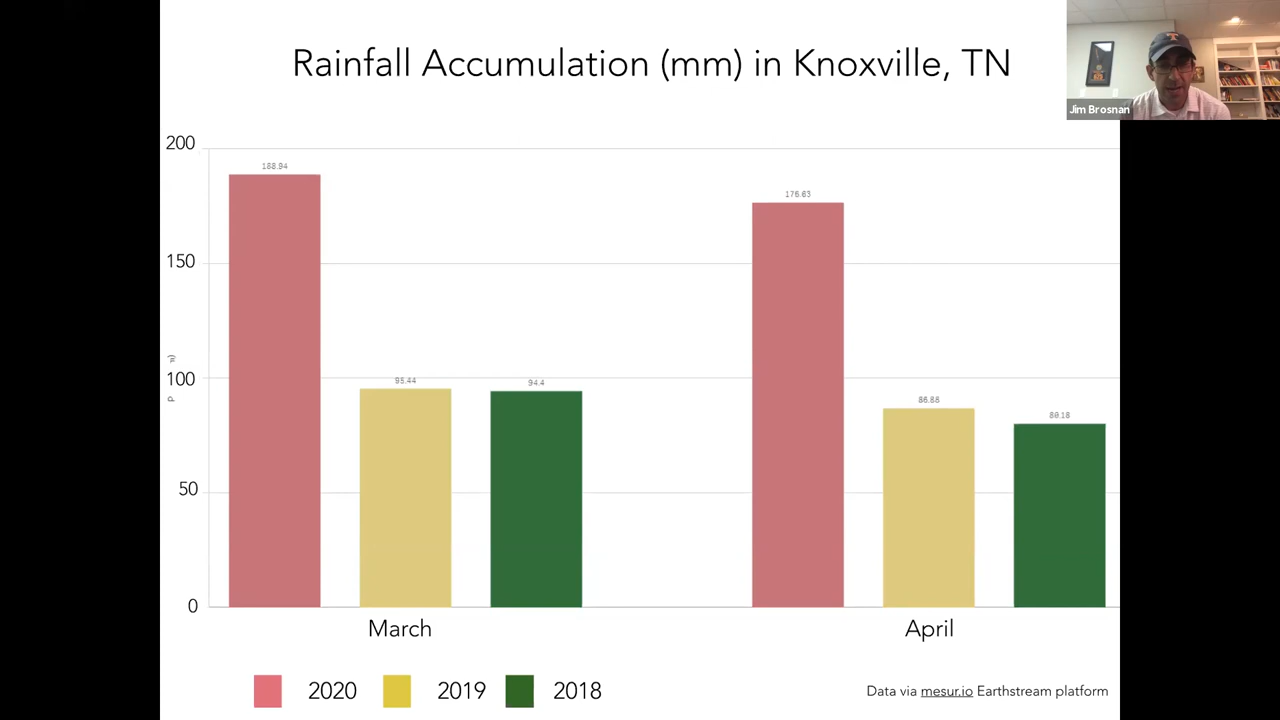 Rainfall Accumulation (mm) in Knoxville, TN
Jim Brosnan
200
150
100
50
0
188.94
95.44
94.4
176.63
86.88
80.18
March
April
2020
2019
2018
Data via mesur.io Earthstream platform